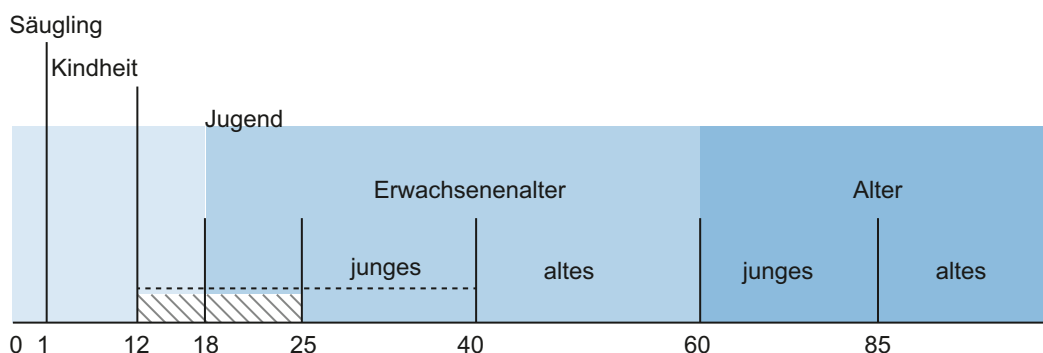 Säugling
Kindheit
Jugend
Erwachsenenalter Alter
junges altes junges altes
0 1 12 18 25 40 60 85